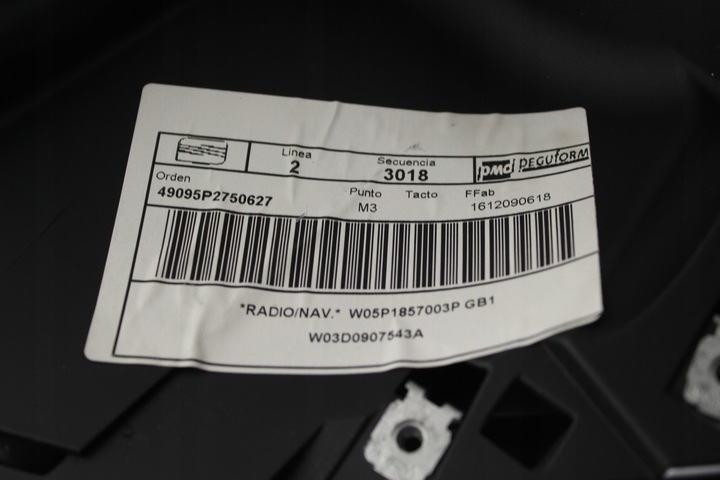 Linea Secuencia
2 3018 pmd PEGUFORM
Orden Punto Tacto FFab
49095P2750627 M3 1612090618
*RADIO/NAV.* W05P1857003P GB1
W03D0907543A